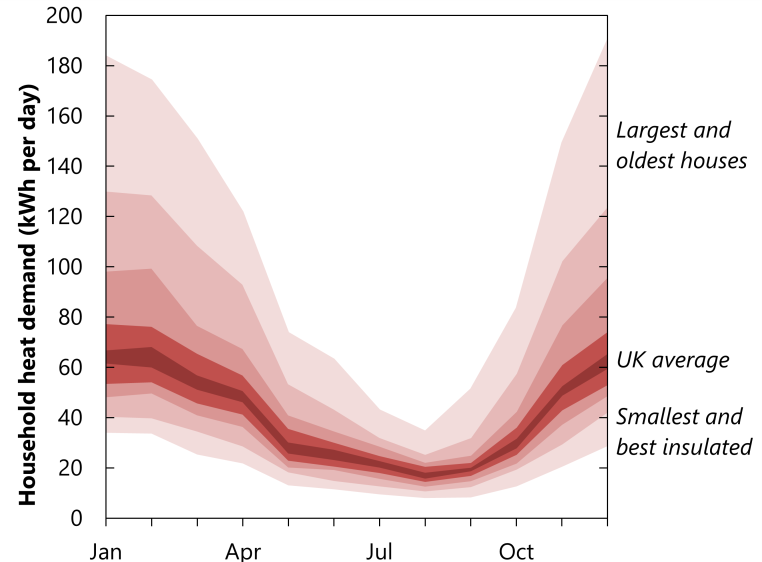 Household heat demand (kWh per day)
200
180
160
140
120
100
80
60
40
20
0
Jan
Apr
Jul
Oct
Largest and
oldest houses
UK average
Smallest and
best insulated